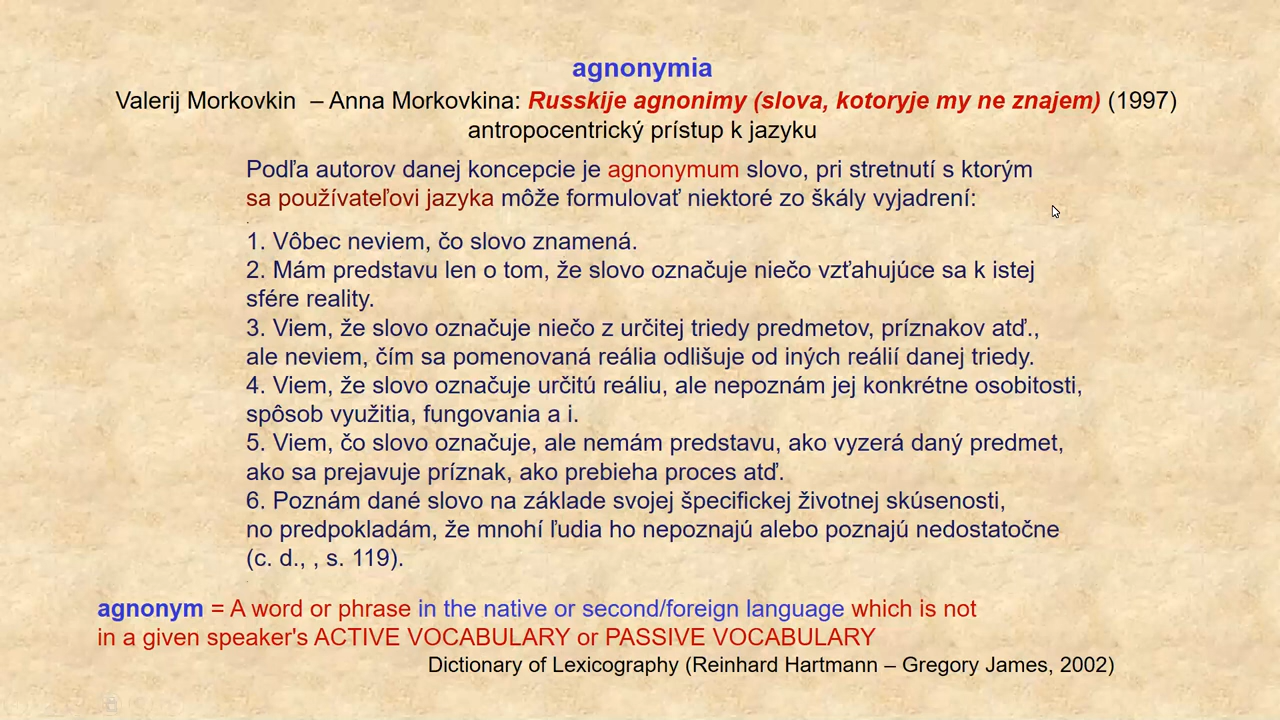 agnonymia
Valerij Morkovkin – Anna Morkovkina: Russkije agnonimy (slova, kotoryje my ne znajem) (1997)
antropocentrický prístup k jazyku
Podľa autorov danej koncepcie je agnonymum slovo, pri stretnutí s ktorým
sa používateľovi jazyka môže formulovať niektoré zo škály vyjadrení:
1. Vôbec neviem, čo slovo znamená.
2. Mám predstavu len o tom, že slovo označuje niečo vzťahujúce sa k istej
sfére reality.
3. Viem, že slovo označuje niečo z určitej triedy predmetov, príznakov atď.,
ale neviem, čím sa pomenovaná reália odlišuje od iných reálií danej triedy.
4. Viem, že slovo označuje určitú reáliu, ale nepoznám jej konkrétne osobitosti,
spôsob využitia, fungovania a i.
5. Viem, čo slovo označuje, ale nemám predstavu, ako vyzerá daný predmet,
ako sa prejavuje príznak, ako prebieha proces atď.
6. Poznám dané slovo na základe svojej špecifickej životnej skúsenosti,
no predpokladám, že mnohí ľudia ho nepoznajú alebo poznajú nedostatočne
(c. d., , s. 119).
agnonym = A word or phrase in the native or second/foreign language which is not
in a given speaker's ACTIVE VOCABULARY or PASSIVE VOCABULARY
Dictionary of Lexicography (Reinhard Hartmann – Gregory James, 2002)